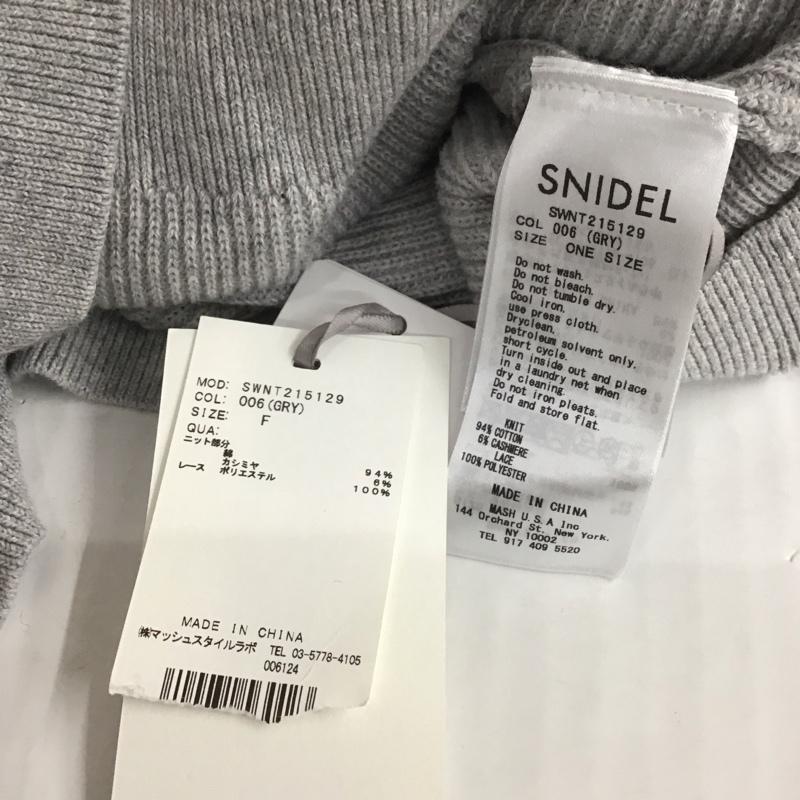 SNIDEL
SWNT215129
COL 006 (GRY)
SIZE ONE SIZE
Do not wash.
Do not bleach.
Do not tumble dry.
Cool iron.
use press cloth.
Dryclean.
petroleum solvent only.
short cycle.
Turn inside out and place
in a laundry net when
dry cleaning.
Do not iron pleats.
Fold and store flat.
KNIT
94% COTTON
6% CASHMERE
LACE
100% POLYESTER
MADE IN CHINA
MASH U.S.A Inc
144 Orchard St. New York.
NY 10002
TEL 917 409 5520
MOD: SWNT215129
COL: 006(GRY)
SIZE: F
QUA:
ニット部分
綿 94%
カシミヤ 6%
レース ポリエステル 100%
MADE IN CHINA
㈱マッシュスタイルラボ TEL 03-5778-4105
006124